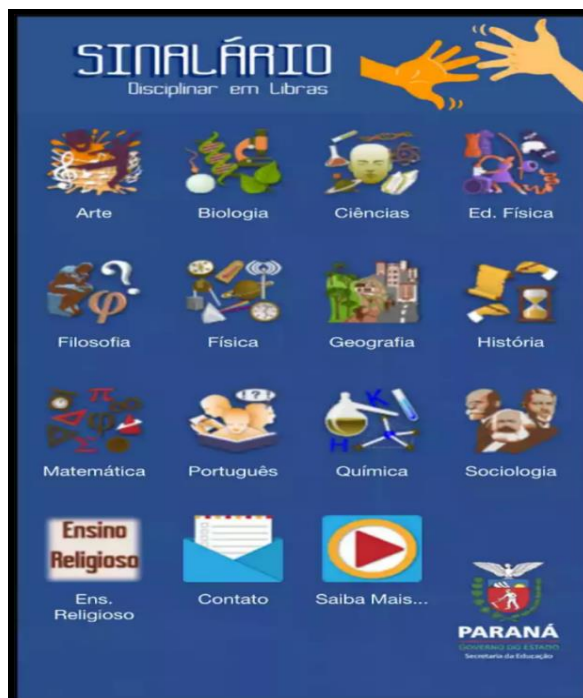 SINALÁRIO
Disciplinar em Libras
Arte
Biologia
Ciências
Ed. Física
Filosofia
Física
Geografia
História
Matemática
Português
Química
Sociologia
Ensino
Religioso
Ens.
Religioso
Contato
Saiba Mais...
PARANÁ
GOVERNO DO ESTADO
Secretaria da Educação